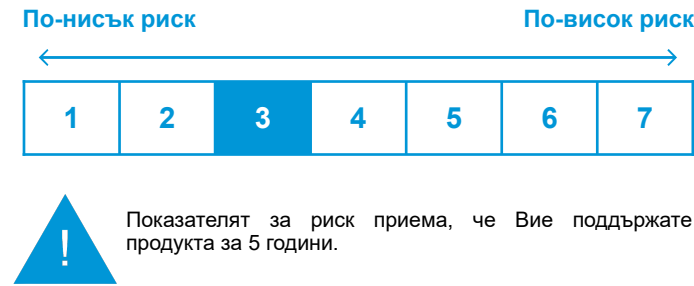 По-нисък риск По-висок риск
1 2 3 4 5 6 7
! Показателят за риск приема, че Вие поддържате
продукта за 5 години.